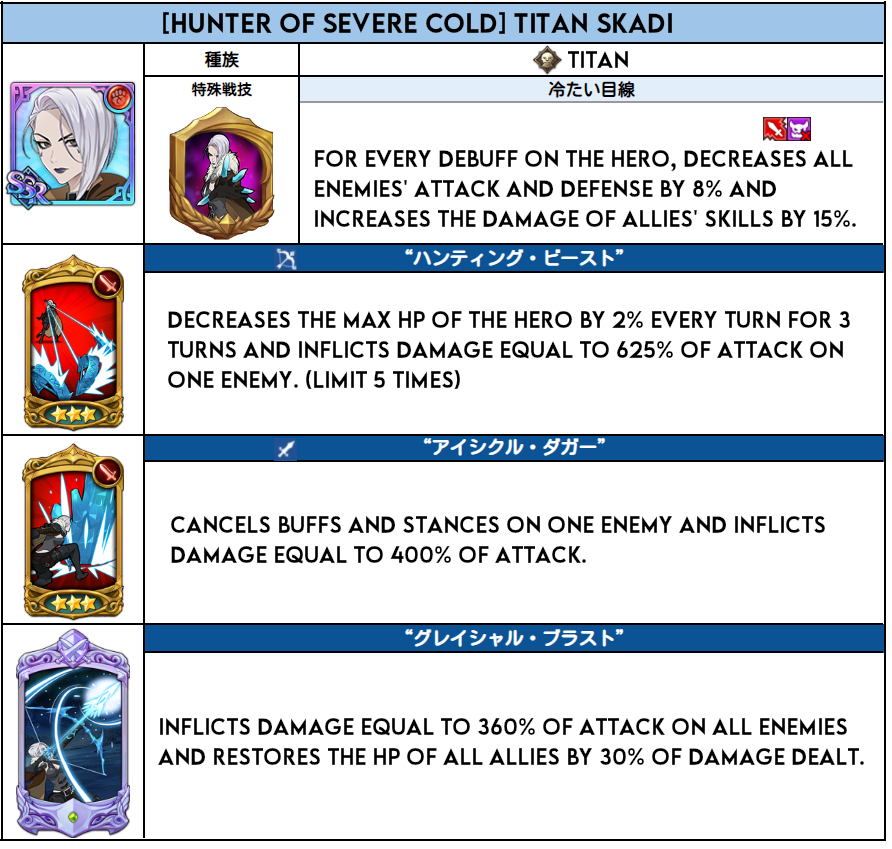 [HUNTER OF SEVERE COLD] TITAN SKADI
種族
TITAN
特殊戦技
冷たい目線
SSR
FOR EVERY DEBUFF ON THE HERO, DECREASES ALL
ENEMIES' ATTACK AND DEFENSE BY 8% AND
INCREASES THE DAMAGE OF ALLIES' SKILLS BY 15%.
“ハンティング・ビースト”
DECREASES THE MAX HP OF THE HERO BY 2% EVERY TURN FOR 3
TURNS AND INFLICTS DAMAGE EQUAL TO 625% OF ATTACK ON
ONE ENEMY. (LIMIT 5 TIMES)
“アイシクル・ダガー”
CANCELS BUFFS AND STANCES ON ONE ENEMY AND INFLICTS
DAMAGE EQUAL TO 400% OF ATTACK.
“グレイシャル・ブラスト”
INFLICTS DAMAGE EQUAL TO 360% OF ATTACK ON ALL ENEMIES
AND RESTORES THE HP OF ALL ALLIES BY 30% OF DAMAGE DEALT.